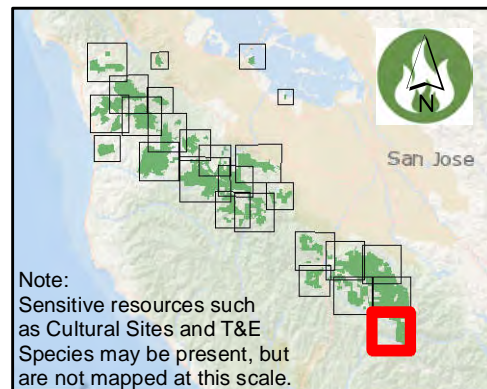 N
San Jose
Note:
Sensitive resources such
as Cultural Sites and T&E
Species may be present, but
are not mapped at this scale.